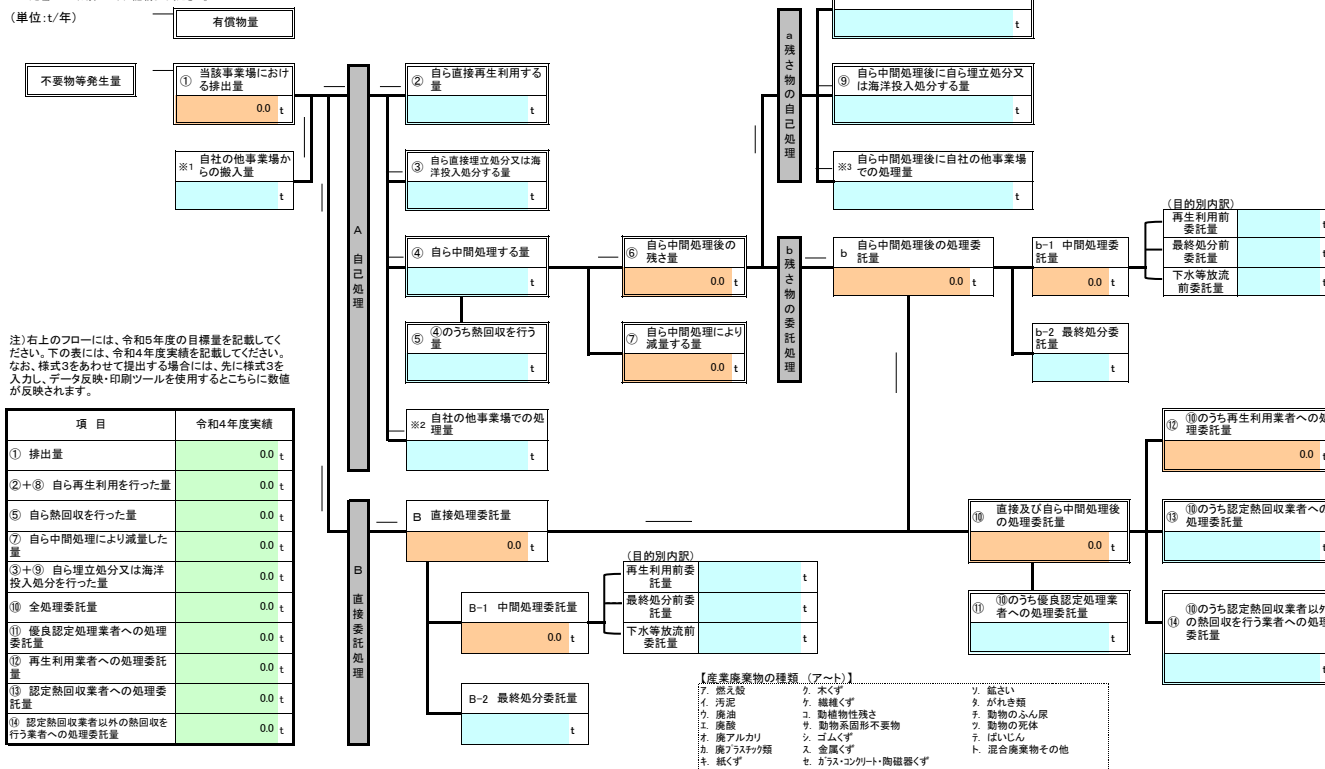 (単位:t/年)
有償物量
不要物等発生量
① 当該事業場におけ
る排出量
0.0 t
※1 自社の他事業場か
らの搬入量
t
A 自己処理
② 自ら直接再生利用する
量
t
③ 自ら直接埋立処分又は海
洋投入処分する量
t
④ 自ら中間処理する量
t
⑤ ④のうち熱回収を行う
量
t
※2 自社の他事業場での処
理量
t
⑥ 自ら中間処理後の
残さ量
0.0 t
⑦ 自ら中間処理により
減量する量
0.0 t
a 残さ物の自己処理
t
⑨ 自ら中間処理後に自ら埋立処分又
は海洋投入処分する量
t
※3 自ら中間処理後に自社の他事業場
での処理量
t
b 残さ物の委託処理
b 自ら中間処理後の処理委
託量
0.0 t
b-1 中間処理委
託量
0.0 t
(目的別内訳)
再生利用前
委託量
t
最終処分前
委託量
t
下水等放流
前委託量
t
b-2 最終処分委
託量
t
注)右上のフローには、令和5年度の目標量を記載してく
ださい。下の表には、令和4年度実績を記載してください。
なお、様式3をあわせて提出する場合には、先に様式3を
入力し、データ反映・印刷ツールを使用するとこちらに数値
が反映されます。
項 目 令和4年度実績
① 排出量 0.0 t
②+⑧ 自ら再生利用を行った量 0.0 t
⑤ 自ら熱回収を行った量 0.0 t
⑦ 自ら中間処理により減量した
量 0.0 t
③+⑨ 自ら埋立処分又は海洋
投入処分を行った量 0.0 t
⑩ 全処理委託量 0.0 t
⑪ 優良認定処理業者への処理
委託量 0.0 t
⑫ 再生利用業者への処理委託
量 0.0 t
⑬ 認定熱回収業者への処理委
託量 0.0 t
⑭ 認定熱回収業者以外の熱回収を
行う業者への処理委託量 0.0 t
B 直接委託処理
B 直接処理委託量
0.0 t
B-1 中間処理委託量
0.0 t
(目的別内訳)
再生利用前委
託量
t
最終処分前委
託量
t
下水等放流前
委託量
t
B-2 最終処分委託量
t
⑩ 直接及び自ら中間処理後
の処理委託量
0.0 t
⑪ ⑩のうち優良認定処理業
者への処理委託量
t
⑫ ⑩のうち再生利用業者への処
理委託量
0.0 t
⑬ ⑩のうち認定熱回収業者への
処理委託量
t
⑭ ⑩のうち認定熱回収業者以外
の熱回収を行う業者への処理
委託量
t
【産業廃棄物の種類 (ア~ト)】
ア. 燃え殻 ク. 木くず ソ. 鉱さい
イ. 汚泥 ケ. 繊維くず タ. がれき類
ウ. 廃油 コ. 動植物性残さ チ. 動物のふん尿
エ. 廃酸 サ. 動物系固形不要物 ツ. 動物の死体
オ. 廃アルカリ シ. ゴムくず テ. ばいじん
カ. 廃プラスチック類 ス. 金属くず ト. 混合廃棄物その他
キ. 紙くず セ. ガラス・コンクリート・陶磁器くず